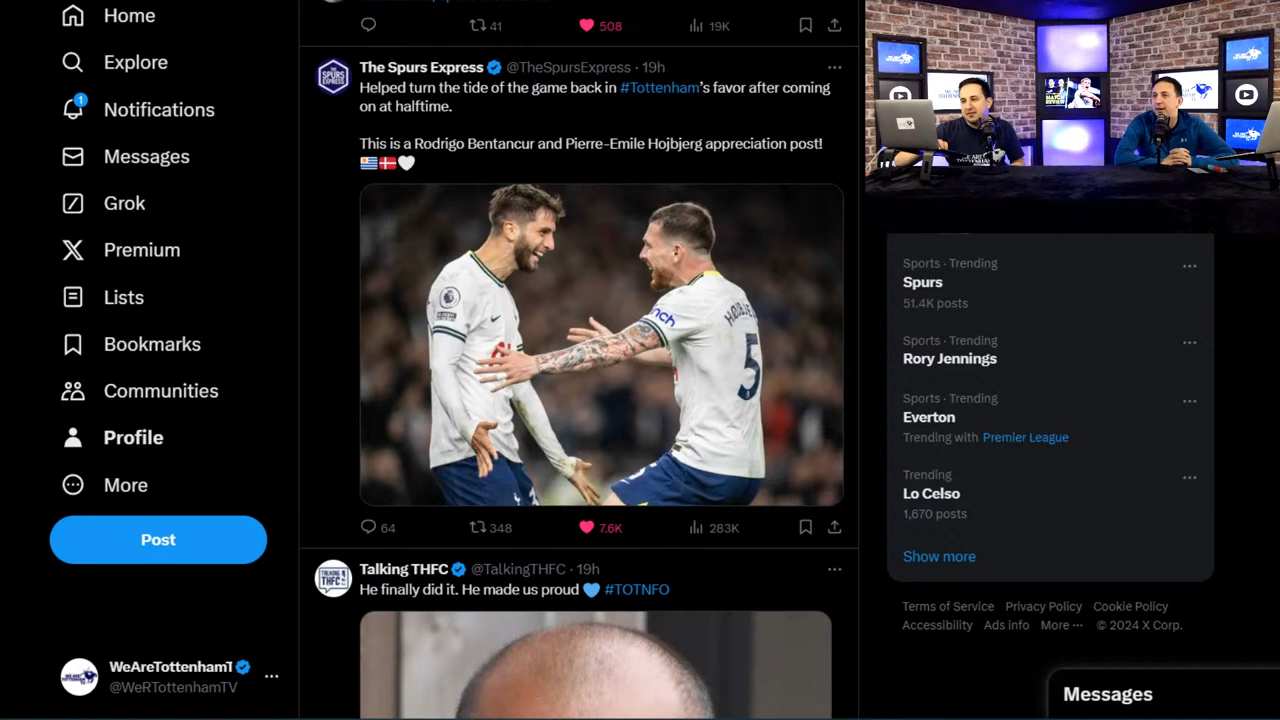 Home
Explore
1
Notifications
Messages
Grok
Premium
Lists
Bookmarks
Communities
Profile
More
Post
WeAreTottenhamT
@WeRTottenhamTV
41
508
19K
The Spurs Express @TheSpursExpress · 19h
Helped turn the tide of the game back in #Tottenham's favor after coming
on at halftime.
This is a Rodrigo Bentancur and Pierre-Emile Hojbjerg appreciation post!
HØJBJE
5
64
348
7.6K
283K
Talking THFC @TalkingTHFC · 19h
He finally did it. He made us proud #TOTNFO
Sports · Trending
Spurs
51.4K posts
Sports · Trending
Rory Jennings
Sports · Trending
Everton
Trending with Premier League
Trending
Lo Celso
1,670 posts
Show more
Terms of Service Privacy Policy Cookie Policy
Accessibility Ads info More © 2024 X Corp.
Messages